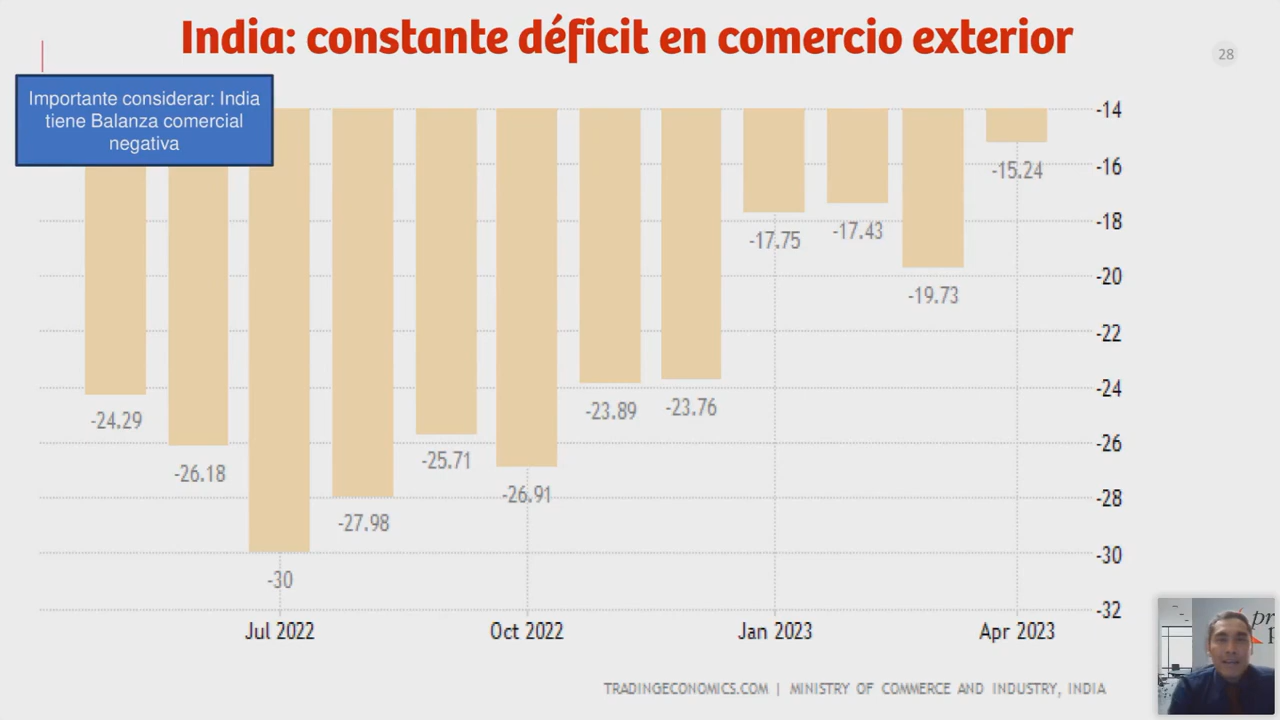 India: constante déficit en comercio exterior
28
Importante considerar: India
tiene Balanza comercial
negativa
-14
-16
-18
-20
-22
-24
-26
-28
-30
-32
-24.29
-26.18
-30
-27.98
-25.71
-26.91
-23.89
-23.76
-17.75
-17.43
-19.73
-15.24
Jul 2022
Oct 2022
Jan 2023
Apr 2023
TRADINGECONOMICS.COM | MINISTRY OF COMMERCE AND INDUSTRY, INDIA